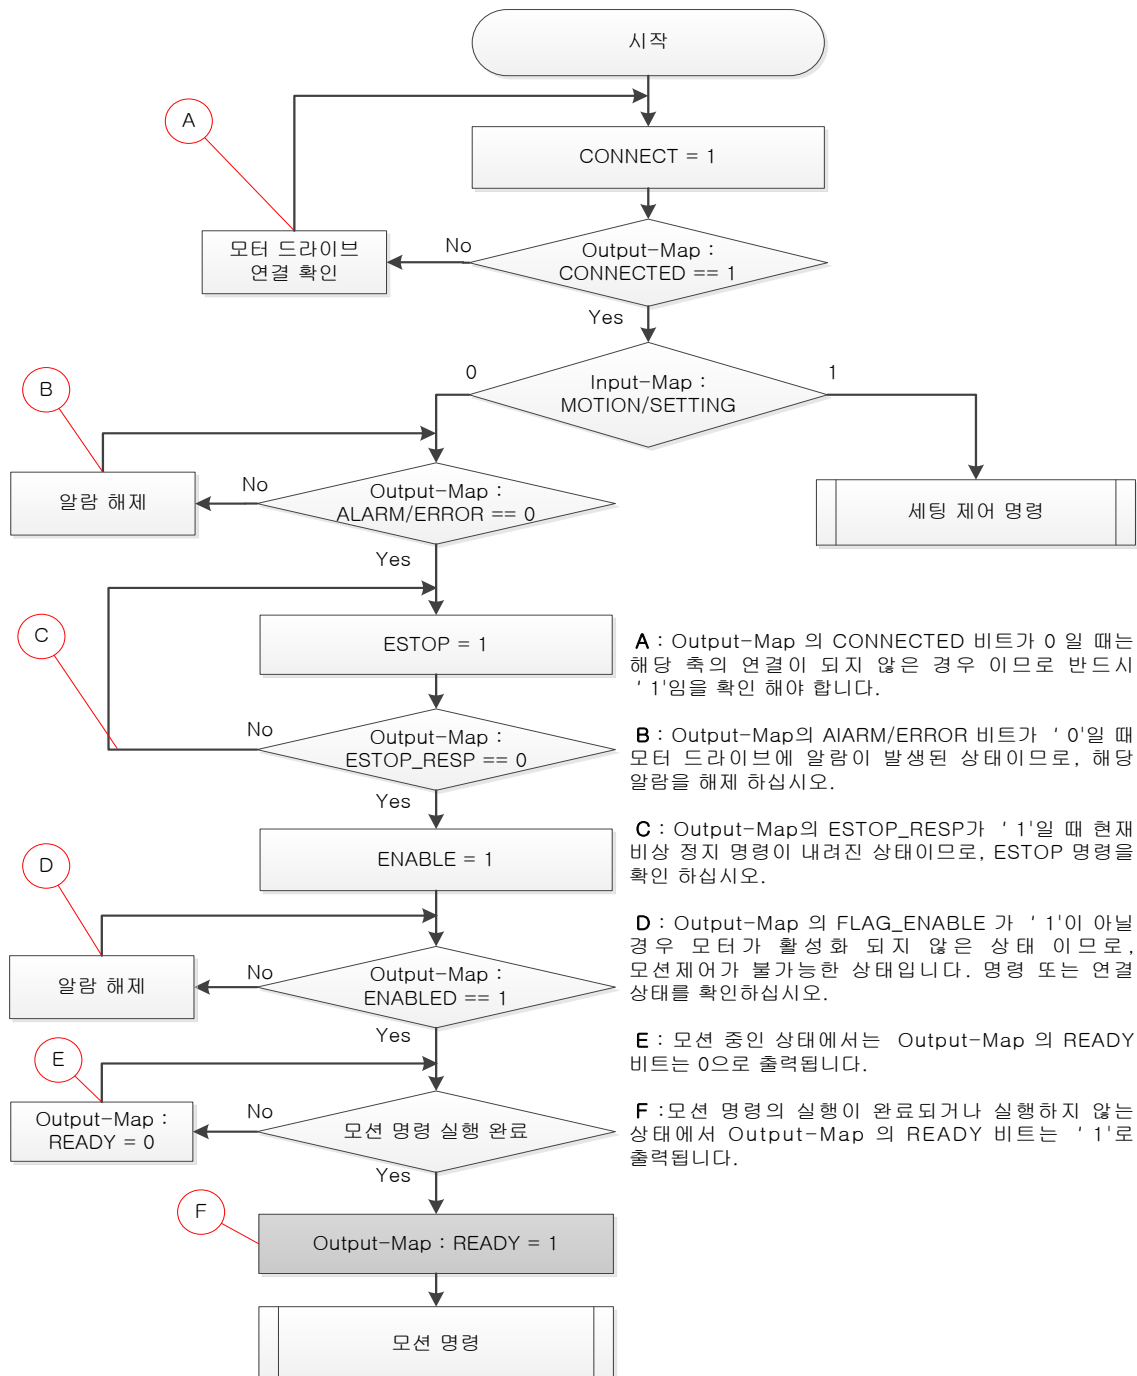 시작
A
CONNECT = 1
모터 드라이브
연결 확인
No
Output-Map :
CONNECTED == 1
Yes
0
Input-Map :
MOTION/SETTING
1
B
알람 해제
No
Output-Map :
ALARM/ERROR == 0
세팅 제어 명령
Yes
C
ESTOP = 1
No
Output-Map :
ESTOP_RESP == 0
Yes
ENABLE = 1
D
알람 해제
No
Output-Map :
ENABLED == 1
Yes
E
Output-Map :
READY = 0
No
모션 명령 실행 완료
Yes
F
Output-Map : READY = 1
모션 명령
A : Output-Map 의 CONNECTED 비트가 0 일 때는
해당 축의 연결이 되지 않은 경우 이므로 반드시
' 1'임을 확인 해야 합니다.
B : Output-Map의 AlARM/ERROR 비트가 ' 0'일 때
모터 드라이브에 알람이 발생된 상태이므로, 해당
알람을 해제 하십시오.
C : Output-Map의 ESTOP_RESP가 ' 1'일 때 현재
비상 정지 명령이 내려진 상태이므로, ESTOP 명령을
확인 하십시오.
D : Output-Map 의 FLAG_ENABLE 가 ' 1'이 아닐
경우 모터가 활성화 되지 않은 상태 이므로,
모션제어가 불가능한 상태입니다. 명령 또는 연결
상태를 확인하십시오.
E : 모션 중인 상태에서는 Output-Map 의 READY
비트는 0으로 출력됩니다.
F :모션 명령의 실행이 완료되거나 실행하지 않는
상태에서 Output-Map 의 READY 비트는 ' 1'로
출력됩니다.